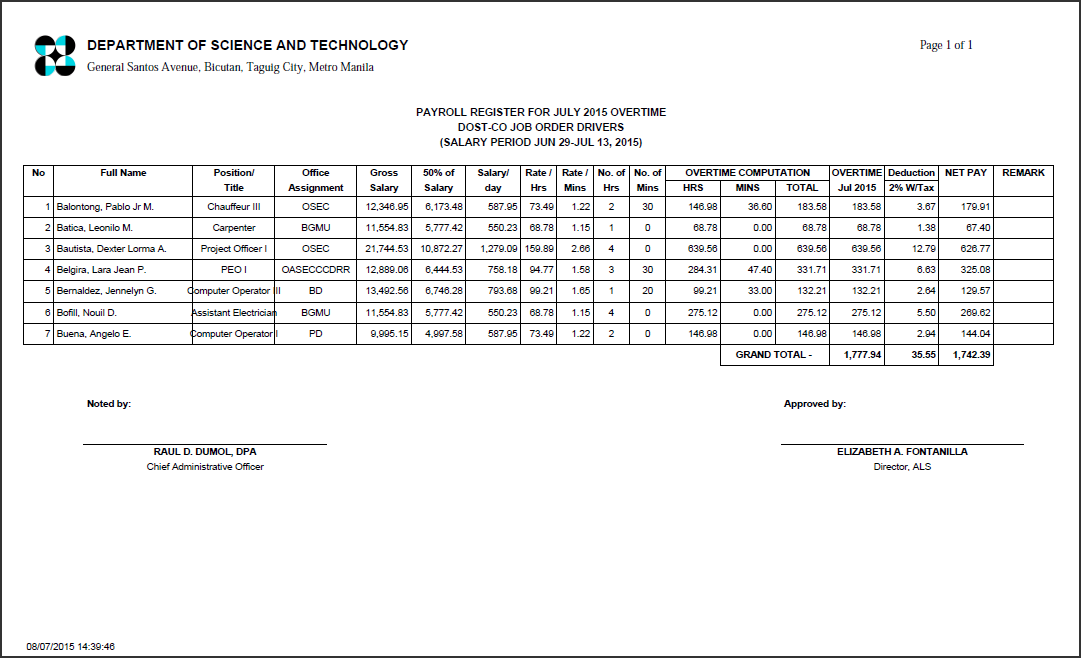 DEPARTMENT OF SCIENCE AND TECHNOLOGY
Page 1 of 1
General Santos Avenue, Bicutan, Taguig City, Metro Manila
PAYROLL REGISTER FOR JULY 2015 OVERTIME
DOST-CO JOB ORDER DRIVERS
(SALARY PERIOD JUN 29-JUL 13, 2015)
No Full Name Position/ Office Gross 50% of Salary/ Rate / Rate / No. of No. of OVERTIME COMPUTATION OVERTIME Deduction NET PAY REMARK
Title Assignment Salary Salary day Hrs Mins Hrs Mins HRS MINS TOTAL Jul 2015 2% W/Tax
1 Balontong, Pablo Jr M. Chauffeur III OSEC 12,346.95 6,173.48 587.95 73.49 1.22 2 30 146.98 36.60 183.58 183.58 3.67 179.91
2 Batica, Leonilo M. Carpenter BGMU 11,554.83 5,777.42 550.23 68.78 1.15 1 0 68.78 0.00 68.78 68.78 1.38 67.40
3 Bautista, Dexter Lorma A. Project Officer I OSEC 21,744.53 10,872.27 1,279.09 159.89 2.66 4 0 639.56 0.00 639.56 639.56 12.79 626.77
4 Belgira, Lara Jean P. PEO I OASECCCDRR 12,889.06 6,444.53 758.18 94.77 1.58 3 30 284.31 47.40 331.71 331.71 6.63 325.08
5 Bernaldez, Jennelyn G. Computer Operator III BD 13,492.56 6,746.28 793.68 99.21 1.65 1 20 99.21 33.00 132.21 132.21 2.64 129.57
6 Bofill, Nouil D. Assistant Electrician BGMU 11,554.83 5,777.42 550.23 68.78 1.15 4 0 275.12 0.00 275.12 275.12 5.50 269.62
7 Buena, Angelo E. Computer Operator I PD 9,995.15 4,997.58 587.95 73.49 1.22 2 0 146.98 0.00 146.98 146.98 2.94 144.04
GRAND TOTAL - 1,777.94 35.55 1,742.39
Noted by: Approved by:
RAUL D. DUMOL, DPA ELIZABETH A. FONTANILLA
Chief Administrative Officer Director, ALS
08/07/2015 14:39:46